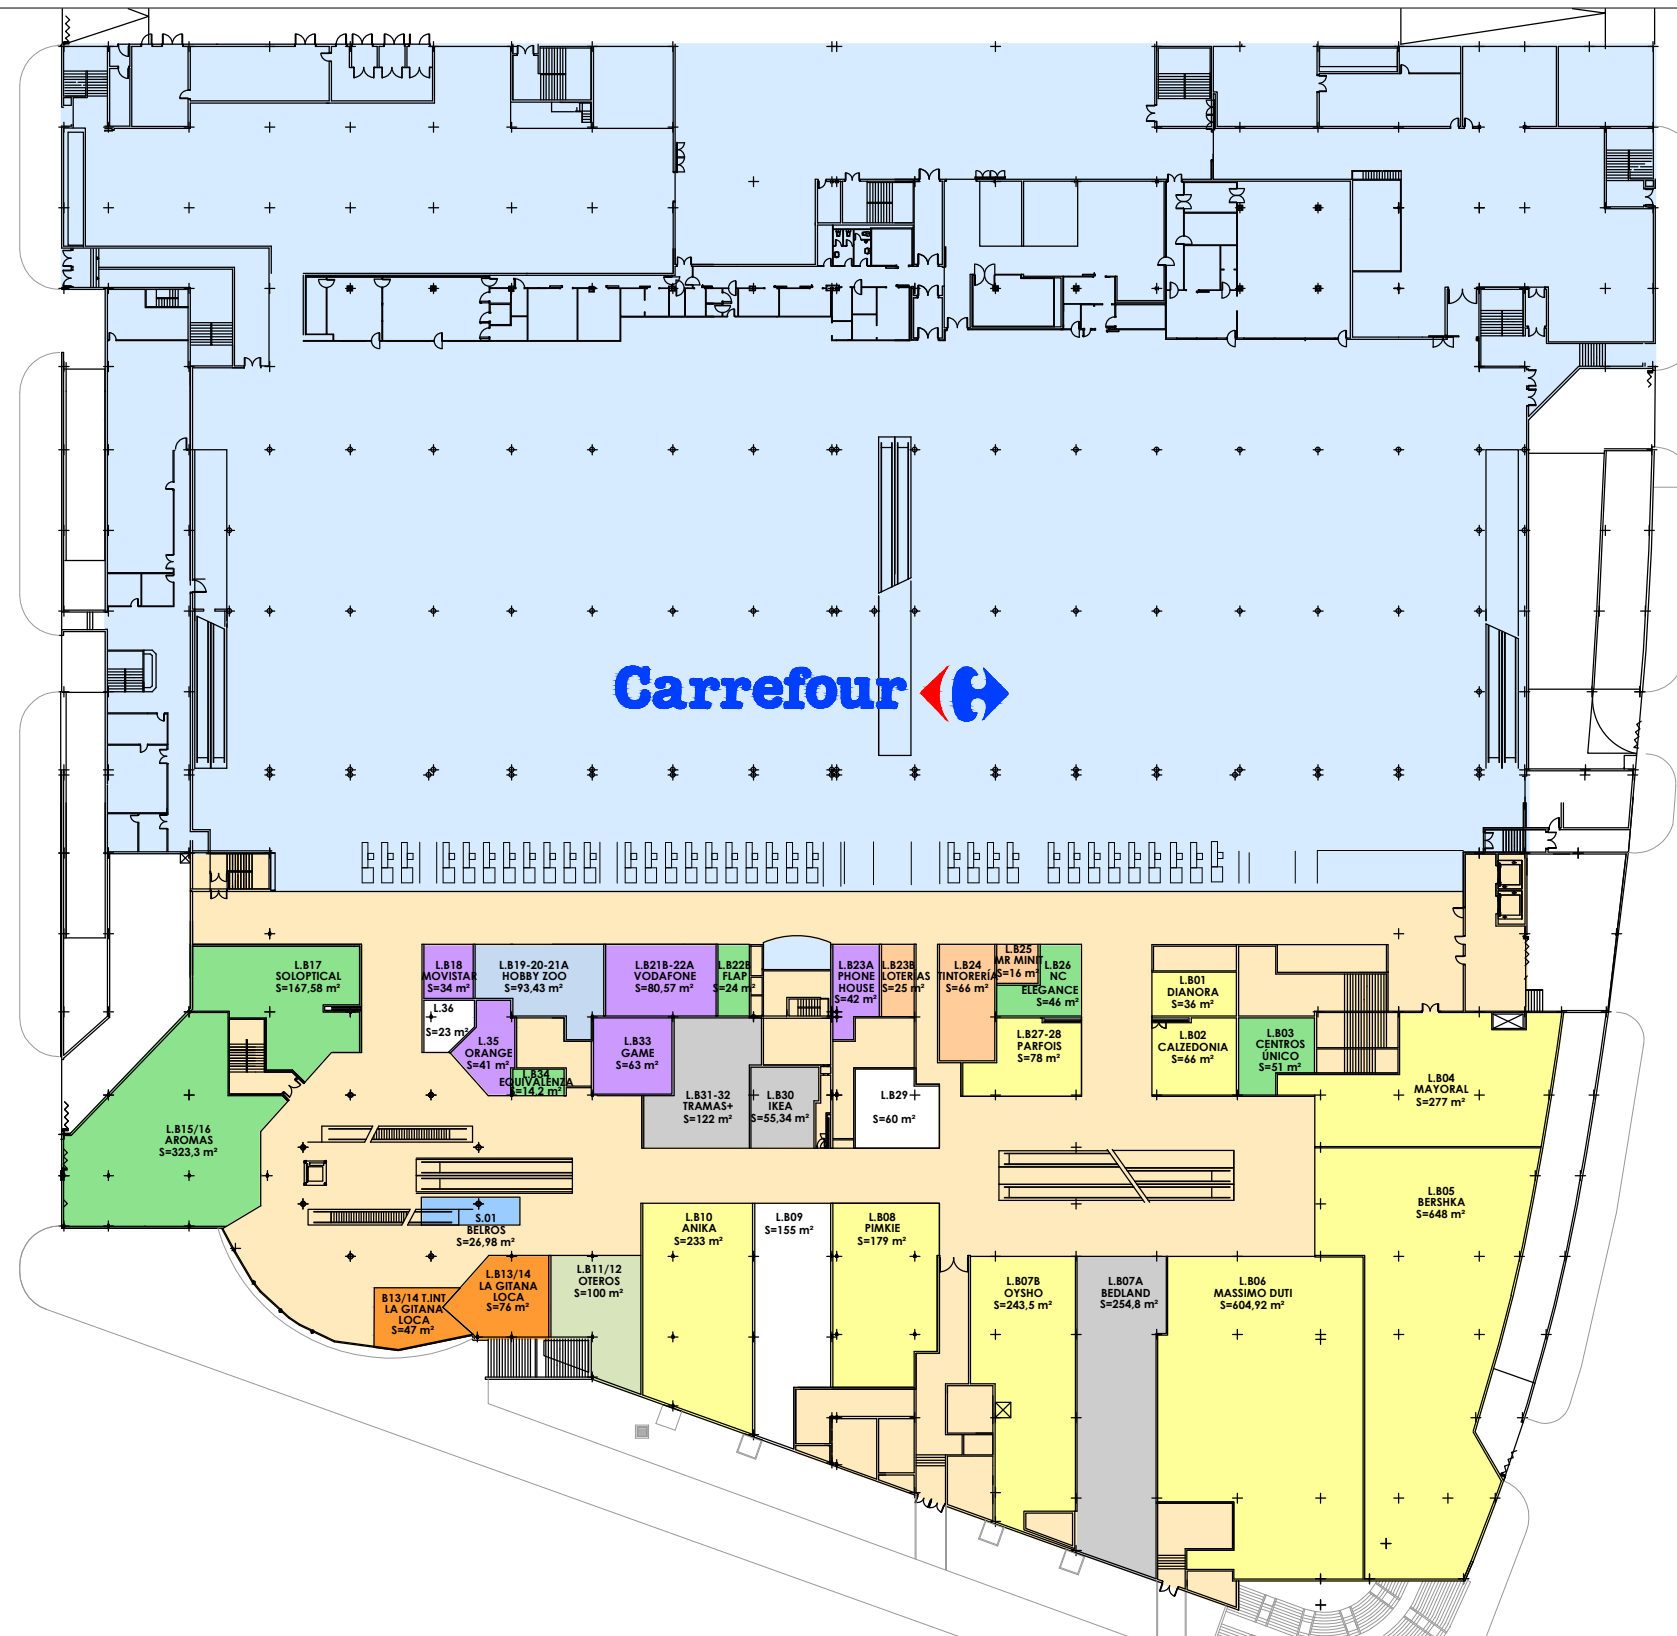 Carrefour
L.B17
SOLOPTICAL
S=167,58 m²
L.B18
MOVISTAR
S=34 m²
L.B19-20-21A
HOBBY ZOO
S=93,43 m²
L.B21B-22A
VODAFONE
S=80,57 m²
L.B22B
FLAP
S=24 m²
L.B23A
PHONE
HOUSE
S=42 m²
L.B23B
LOTERIAS
S=25 m²
L.B24
TINTORERÍA
S=66 m²
L.B25
MR MINIT
S=16 m²
L.B26
NC
ELEGANCE
S=46 m²
L.B01
DIANORA
S=36 m²
L.36
S=23 m²
L.35
ORANGE
S=41 m²
L.B34
EQUIVALENZA
S=14,2 m²
L.B33
GAME
S=63 m²
L.B31-32
TRAMAS+
S=122 m²
L.B30
IKEA
S=55,34 m²
L.B29
S=60 m²
L.B27-28
PARFOIS
S=78 m²
L.B02
CALZEDONIA
S=66 m²
L.B03
CENTROS
ÚNICO
S=51 m²
L.B04
MAYORAL
S=277 m²
L.B15/16
AROMAS
S=323,3 m²
L.B05
BERSHKA
S=648 m²
S.01
BELROS
S=26,98 m²
L.B10
ANIKA
S=233 m²
L.B09
S=155 m²
L.B08
PIMKIE
S=179 m²
B13/14 T.INT
LA GITANA
LOCA
S=47 m²
L.B13/14
LA GITANA
LOCA
S=76 m²
L.B11/12
OTEROS
S=100 m²
L.B07B
OYSHO
S=243,5 m²
L.B07A
BEDLAND
S=254,8 m²
L.B06
MASSIMO DUTI
S=604,92 m²